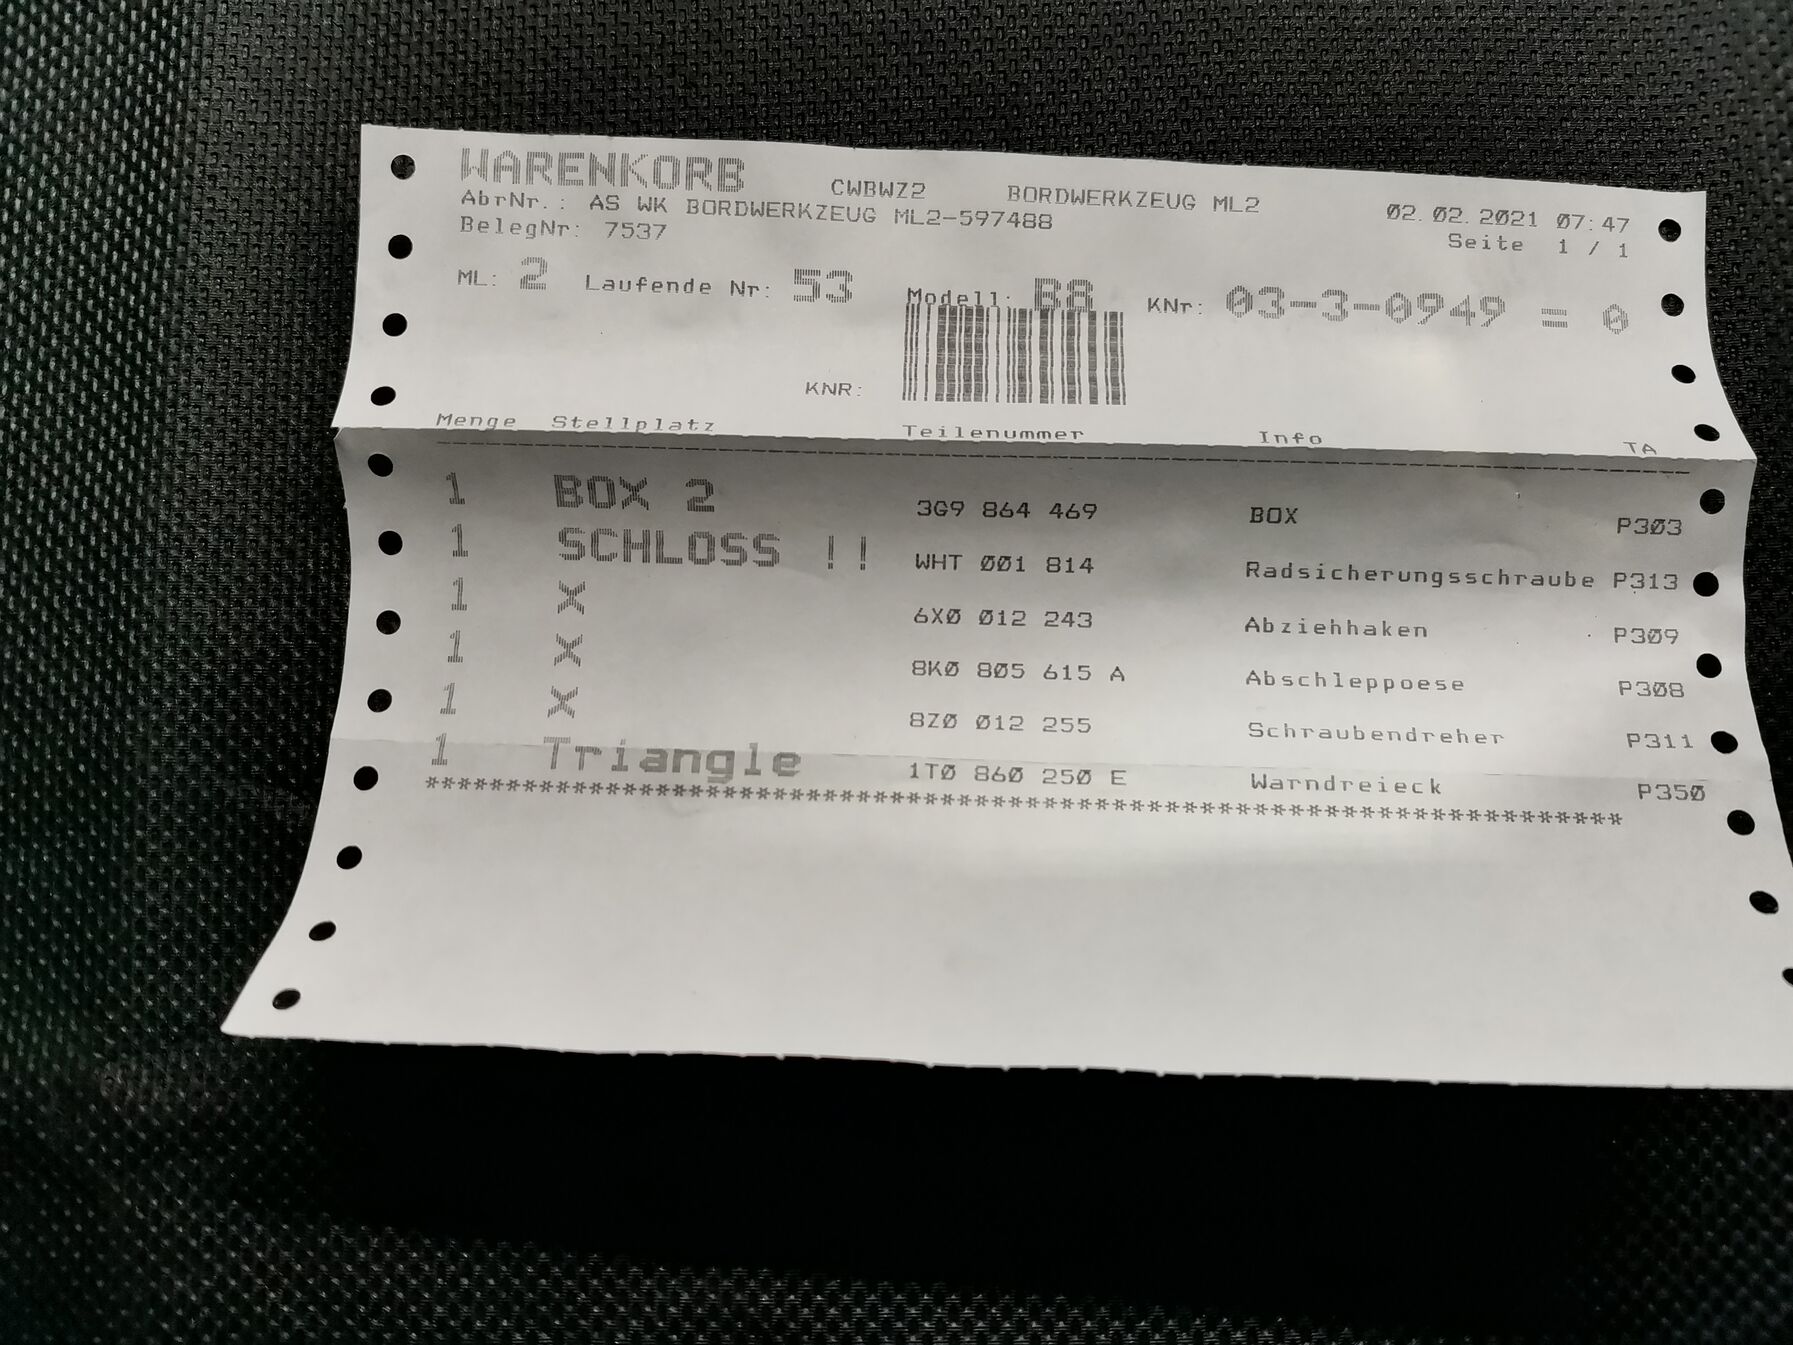 WARENKORB CWBWZ2 BORDWERKZEUG ML2 02.02.2021 07:47
AbrNr.: AS WK BORDWERKZEUG ML2-597488 Seite 1 / 1
BelegNr: 7537
ML: 2 Laufende Nr: 53 Modell: B8 KNr: 03-3-0949 = 0
KNR:
Menge Stellplatz Teilenummer Info TA
1 BOX 2 3G9 864 469 BOX P303
1 SCHLOSS !! WHT 001 814 Radsicherungsschraube P313
1 X 6X0 012 243 Abziehhaken P309
1 X 8K0 805 615 A Abschleppoese P308
1 X 8Z0 012 255 Schraubendreher P311
1 Triangle 1T0 860 250 E Warndreieck P350